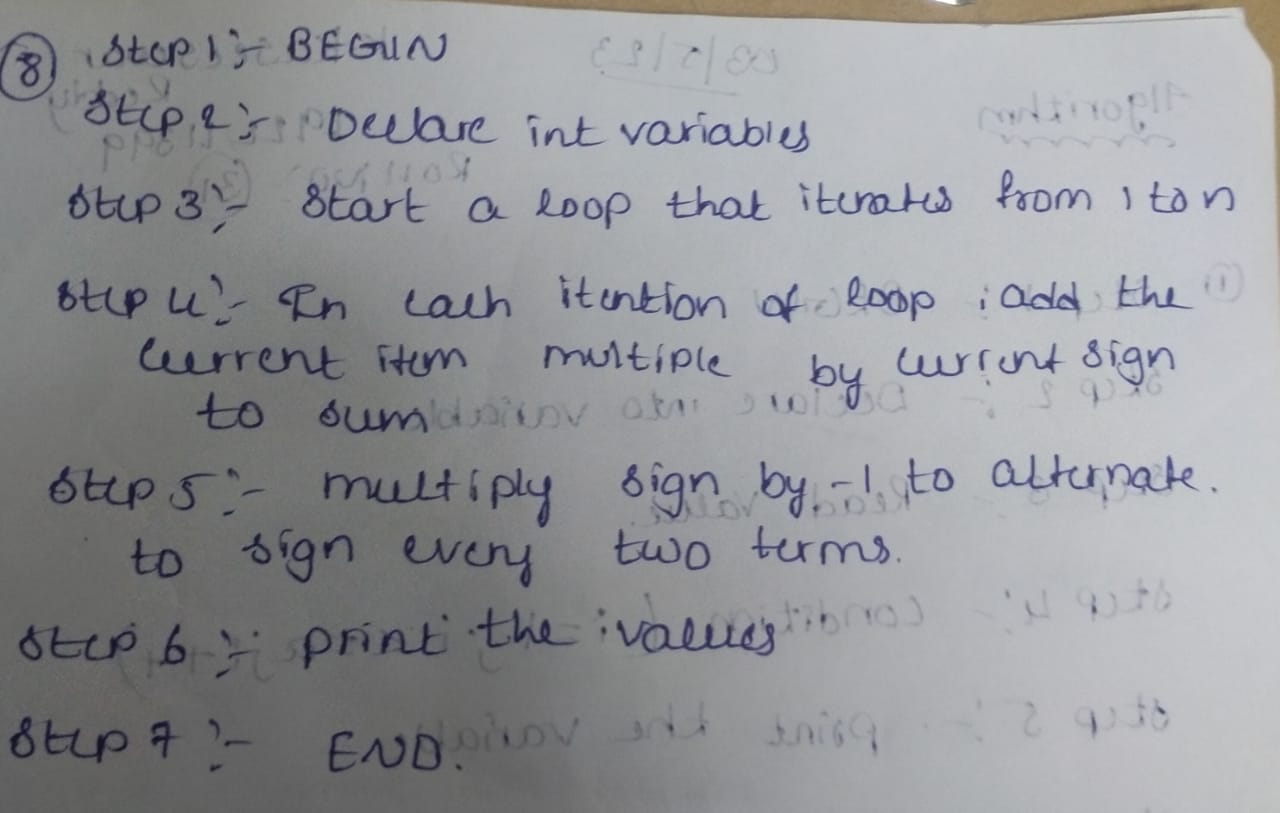 8 Step 1 :- BEGUN
Step 2 :- Declare int variables
Step 3 :- Start a loop that iterates from 1 to n
Step 4 :- In each itention of loop ; add the
current item multiple by current sign
to sum
Step 5 :- multiply sign by -1 to alternate.
to sign every two terms.
Step 6 :- print the values
Step 7 :- END.